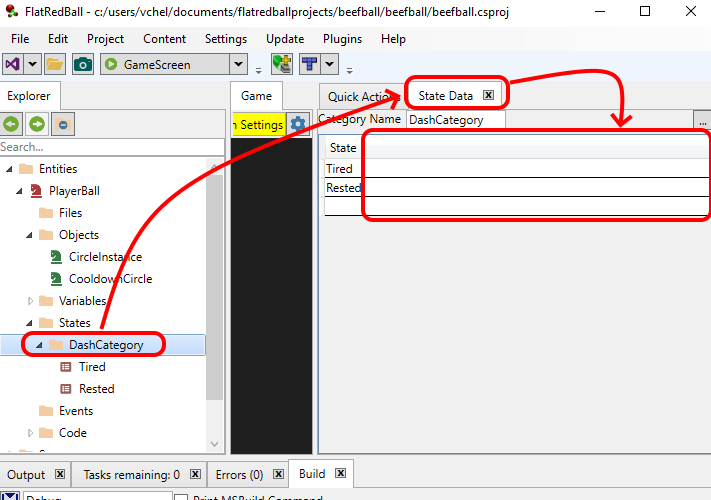 FlatRedBall - c:/users/vchel/documents/flatredballprojects/beefball/beefball/beefball.csproj
File Edit Project Content Settings Update Plugins Help
GameScreen
Explorer
Game
Quick Action
State Data
Settings
Category Name DashCategory ...
Search...
State
Tired
Rested
Entities
PlayerBall
Files
Objects
CircleInstance
CooldownCircle
Variables
States
DashCategory
Tired
Rested
Events
Code
Output Tasks remaining: 0 Errors (0) Build
Debug Print MSBuild Command